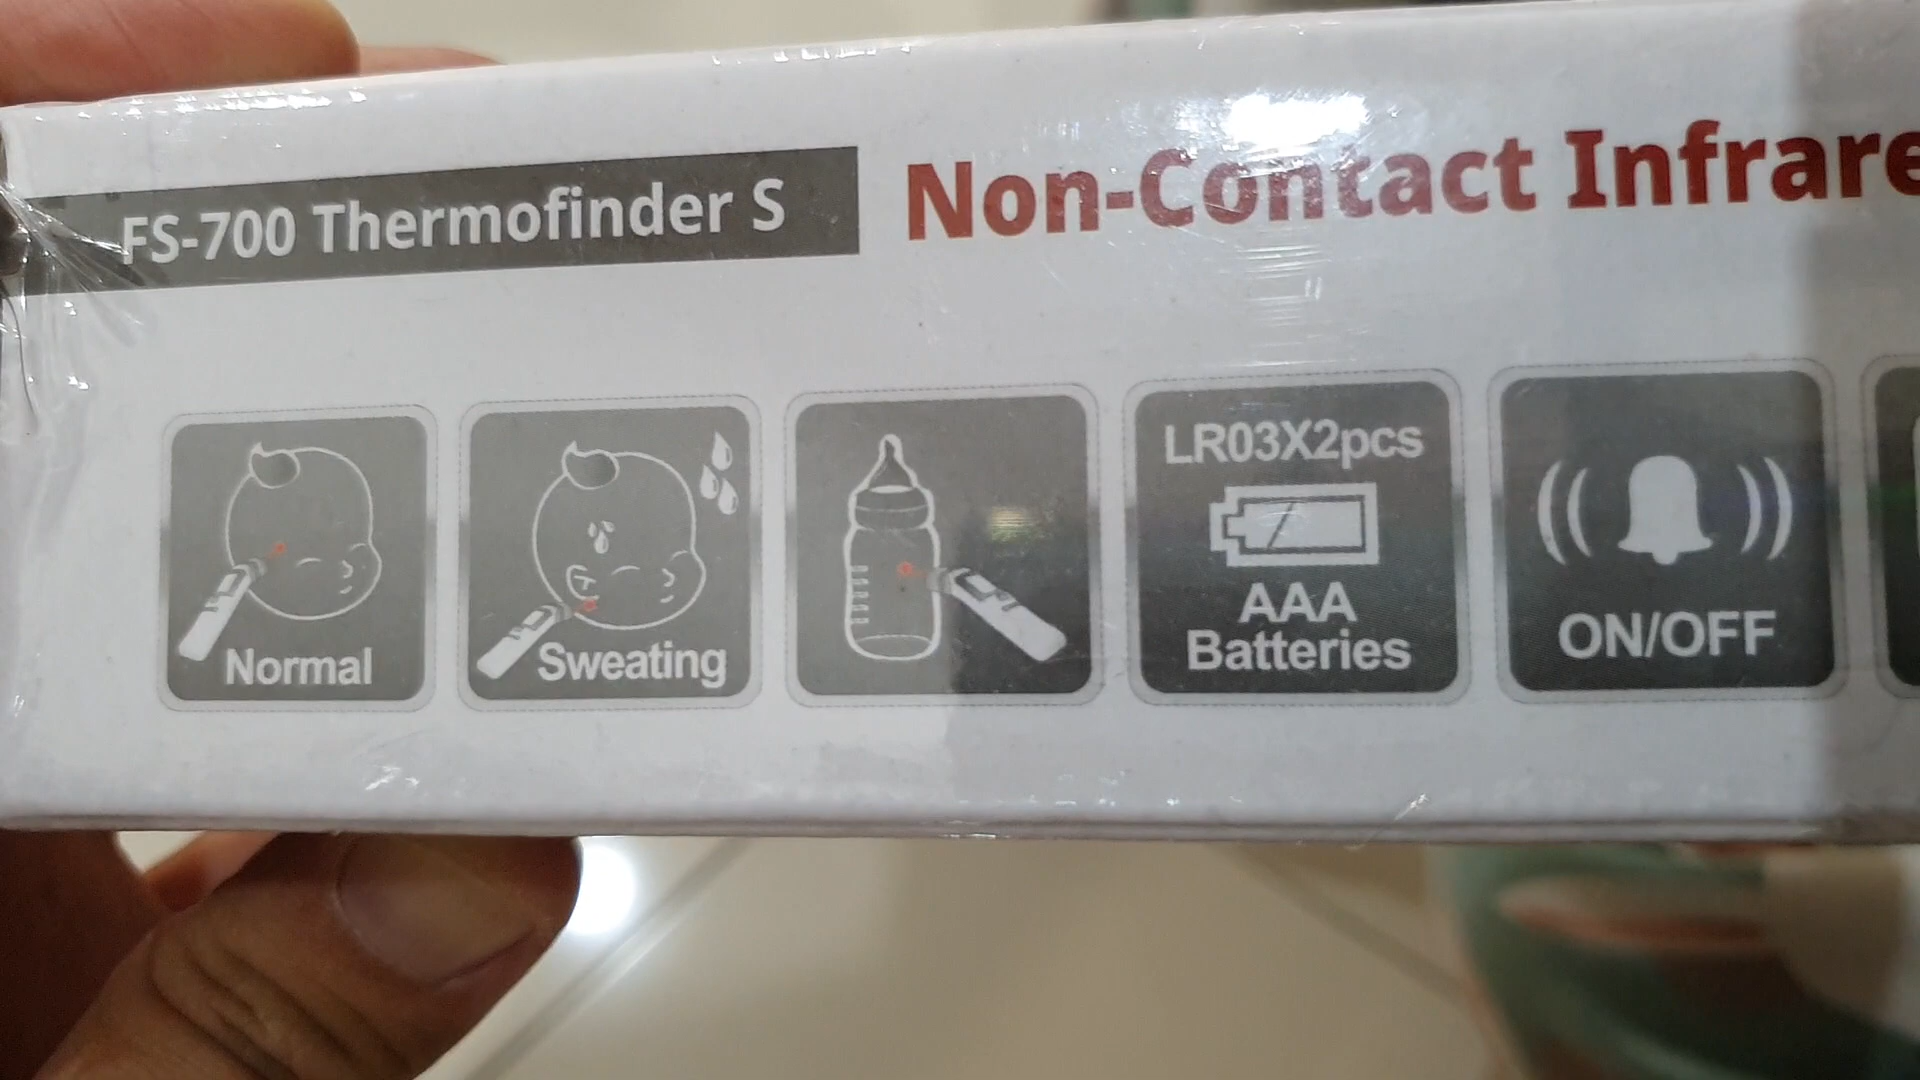 FS-700 Thermofinder S
Non-Contact Infrare
Normal
Sweating
LR03X2pcs
AAA
Batteries
ON/OFF